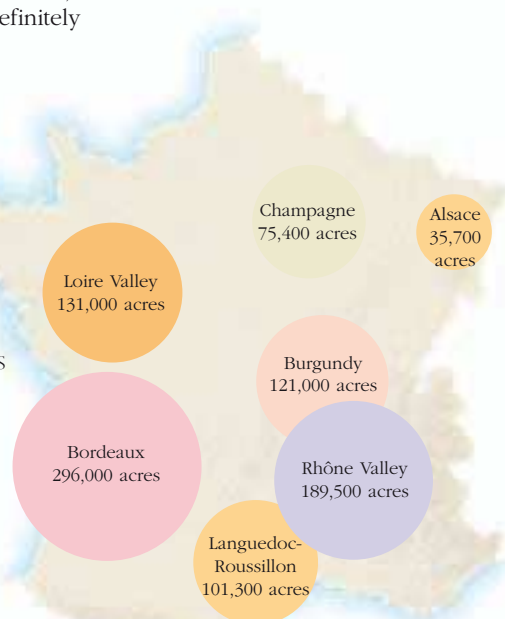 efinitely
Champagne
75,400 acres
Alsace
35,700
acres
Loire Valley
131,000 acres
Burgundy
121,000 acres
Bordeaux
296,000 acres
Rhône Valley
189,500 acres
Languedoc-
Roussillon
101,300 acres